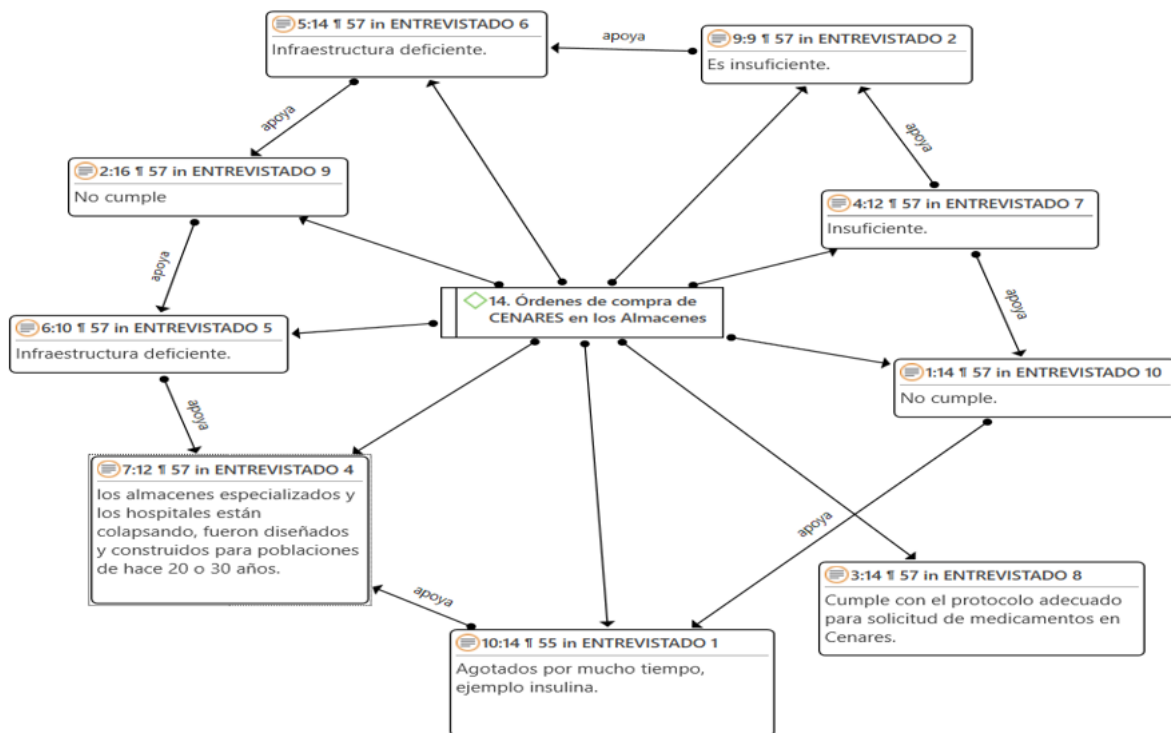 5:14 ¶ 57 in ENTREVISTADO 6
Infraestructura deficiente.
apoya
9:9 ¶ 57 in ENTREVISTADO 2
Es insuficiente.
apoya
apoya
2:16 ¶ 57 in ENTREVISTADO 9
No cumple
4:12 ¶ 57 in ENTREVISTADO 7
Insuficiente.
apoya
apoya
14. Órdenes de compra de
CENARES en los Almacenes
6:10 ¶ 57 in ENTREVISTADO 5
Infraestructura deficiente.
1:14 ¶ 57 in ENTREVISTADO 10
No cumple.
apoya
7:12 ¶ 57 in ENTREVISTADO 4
los almacenes especializados y
los hospitales están
colapsando, fueron diseñados
y construidos para poblaciones
de hace 20 o 30 años.
apoya
3:14 ¶ 57 in ENTREVISTADO 8
Cumple con el protocolo adecuado
para solicitud de medicamentos en
Cenares.
apoya
10:14 ¶ 55 in ENTREVISTADO 1
Agotados por mucho tiempo,
ejemplo insulina.